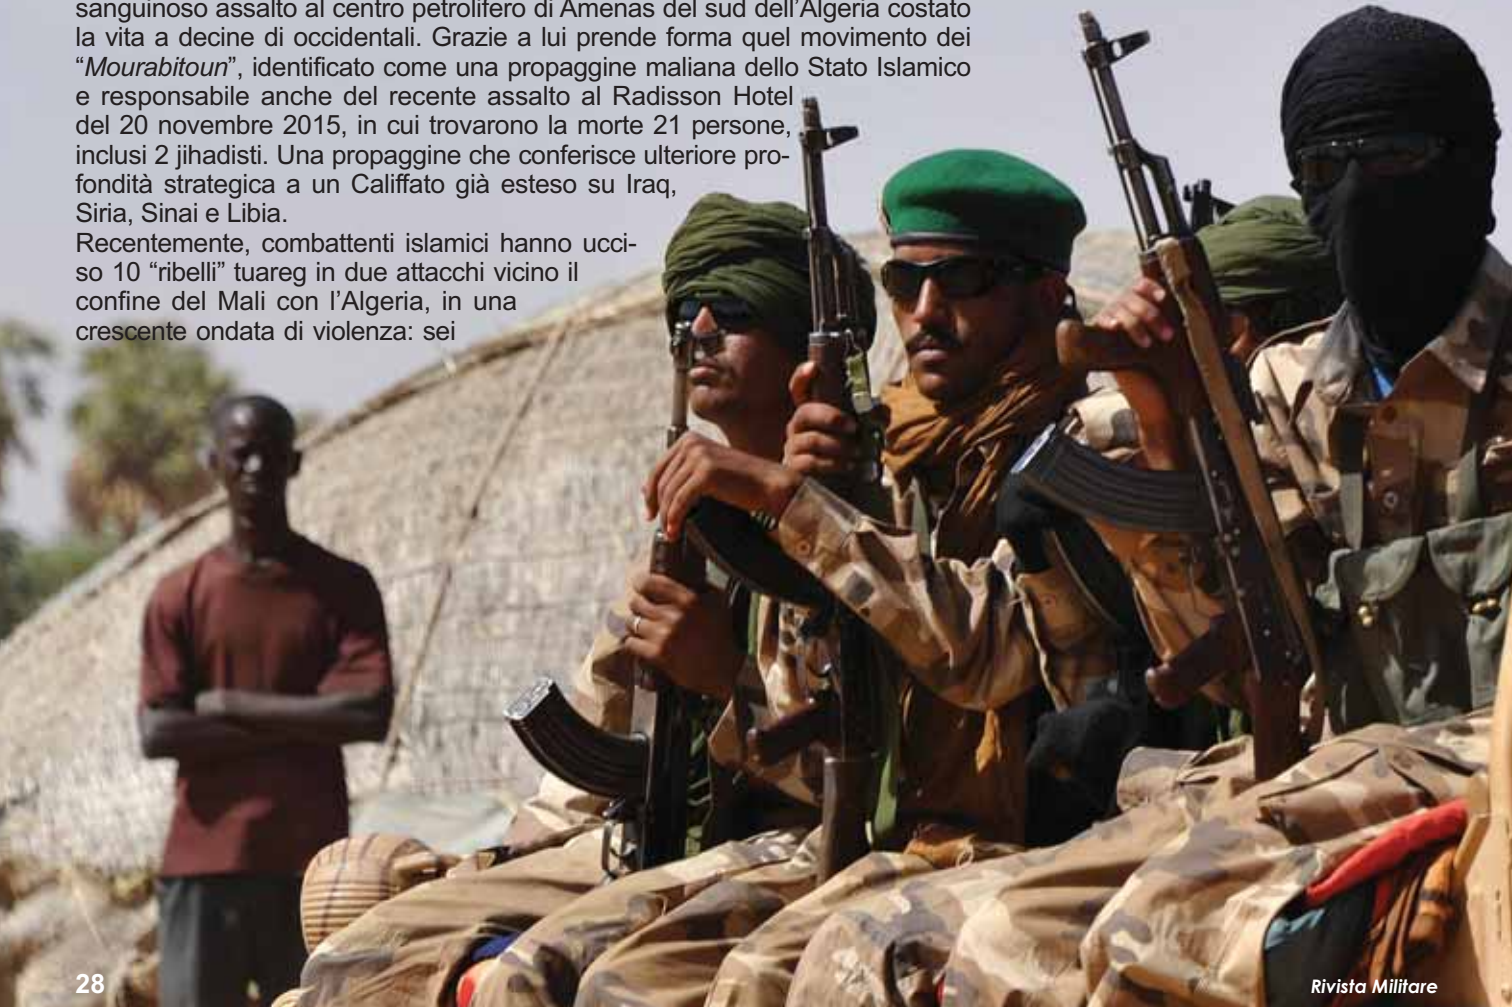 sanguinoso assalto al centro petrolifero di Amenas del sud dell’Algeria costato
la vita a decine di occidentali. Grazie a lui prende forma quel movimento dei
“Mourabitoun”, identificato come una propaggine maliana dello Stato Islamico
e responsabile anche del recente assalto al Radisson Hotel
del 20 novembre 2015, in cui trovarono la morte 21 persone,
inclusi 2 jihadisti. Una propaggine che conferisce ulteriore pro-
fondità strategica a un Califfato già esteso su Iraq,
Siria, Sinai e Libia.
Recentemente, combattenti islamici hanno ucci-
so 10 “ribelli” tuareg in due attacchi vicino il
confine del Mali con l’Algeria, in una
crescente ondata di violenza: sei
28
Rivista Militare